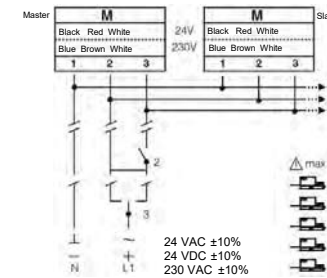 Master M M Sla
Black Red White 24V Black Red White
Blue Brown White 230V Blue Brown White
1 2 3 1 2 3
2
max
3
⊥ ~ 24 VAC ±10%
− + 24 VDC ±10%
N L1 230 VAC ±10%